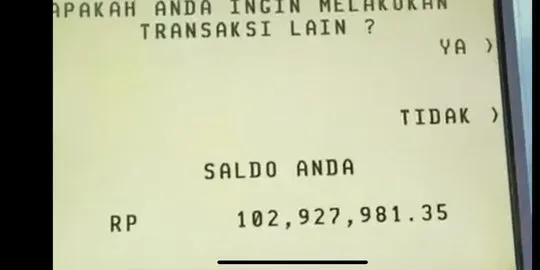 APAKAH ANDA INGIN MELAKUKAN
TRANSAKSI LAIN ?
YA )
TIDAK )
SALDO ANDA
RP 102,927,981.35